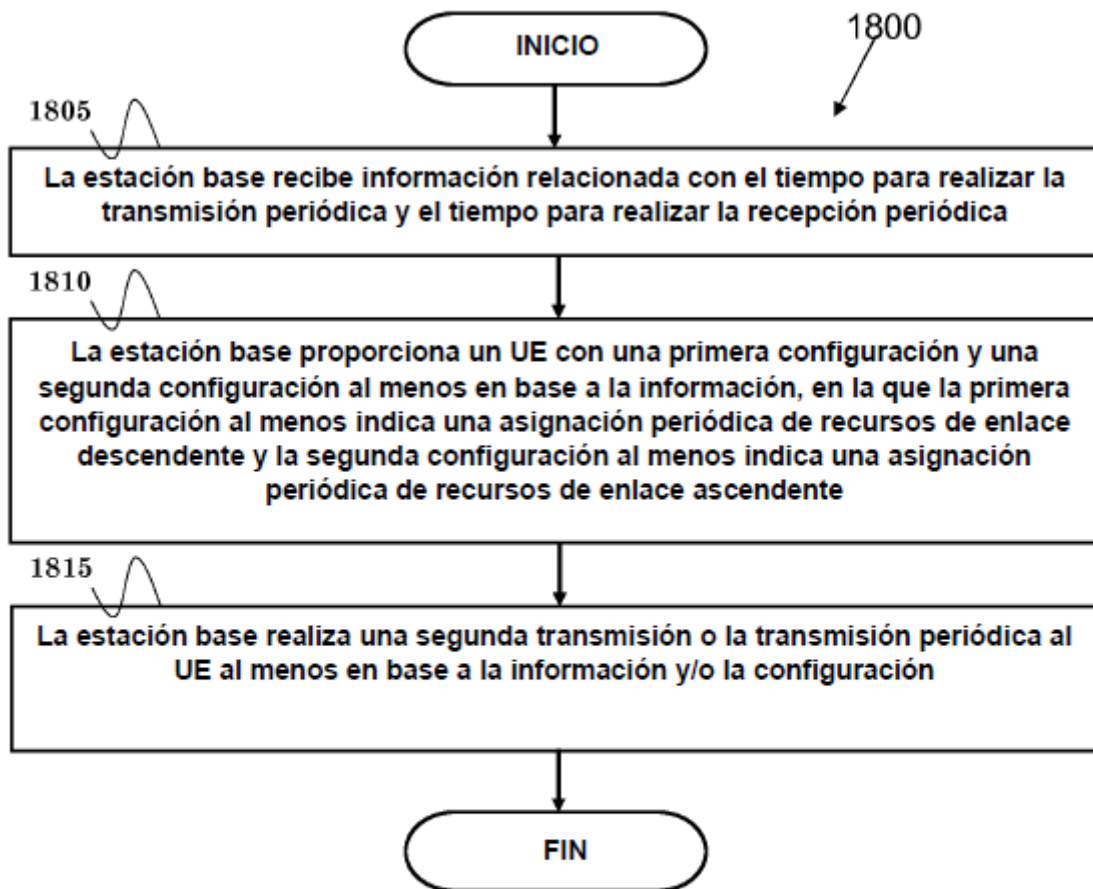 INICIO
1800
1805
La estación base recibe información relacionada con el tiempo para realizar la
transmisión periódica y el tiempo para realizar la recepción periódica
1810
La estación base proporciona un UE con una primera configuración y una
segunda configuración al menos en base a la información, en la que la primera
configuración al menos indica una asignación periódica de recursos de enlace
descendente y la segunda configuración al menos indica una asignación
periódica de recursos de enlace ascendente
1815
La estación base realiza una segunda transmisión o la transmisión periódica al
UE al menos en base a la información y/o la configuración
FIN